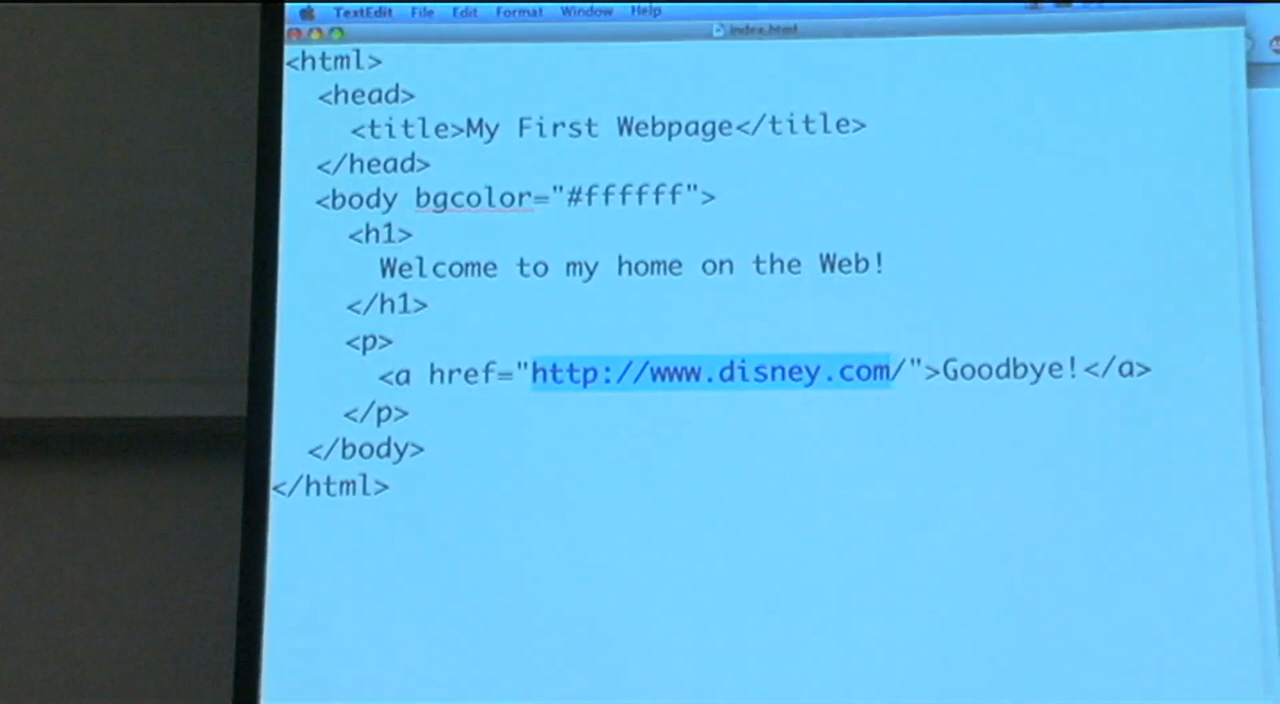 TextEdit File Edit Format Window Help
index.html
<html>
<head>
<title>My First Webpage</title>
</head>
<body bgcolor="#ffffff">
<h1>
Welcome to my home on the Web!
</h1>
<p>
<a href="http://www.disney.com/">Goodbye!</a>
</p>
</body>
</html>